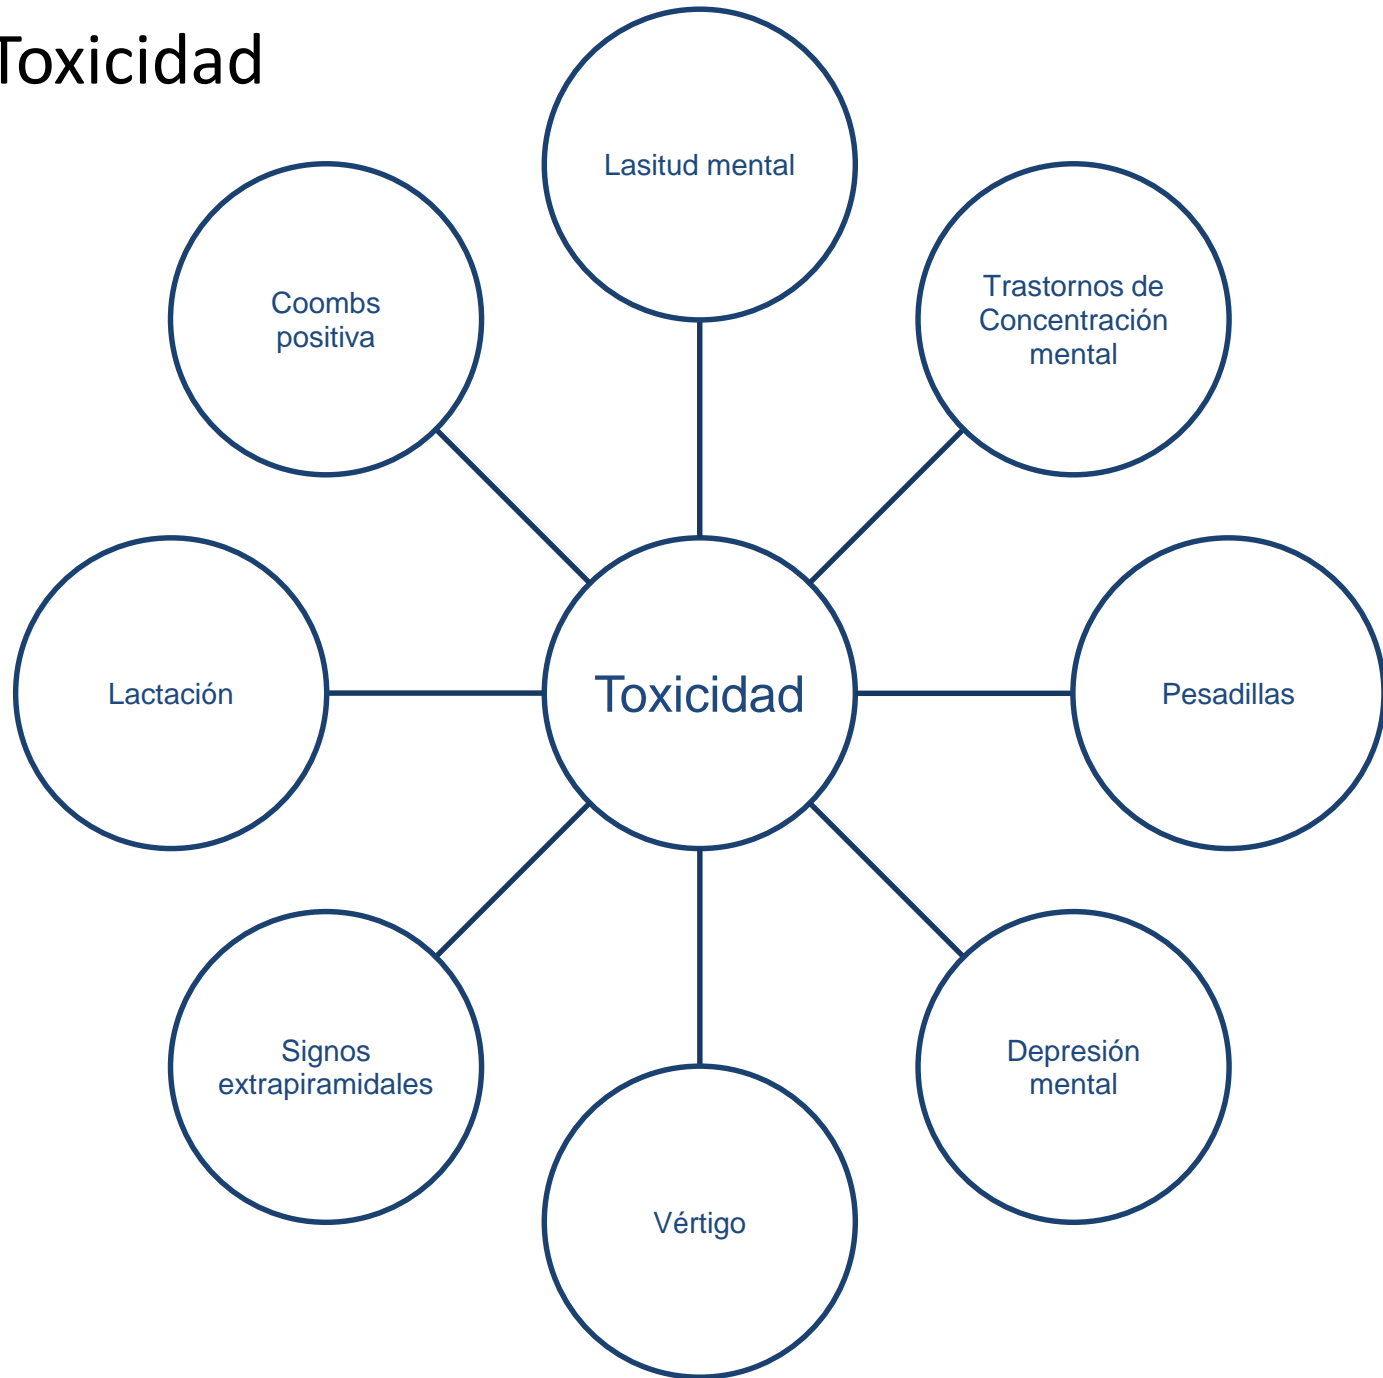 Toxicidad
Lasitud mental
Trastornos de
Concentración
mental
Pesadillas
Depresión
mental
Vértigo
Signos
extrapiramidales
Lactación
Coombs
positiva
Toxicidad